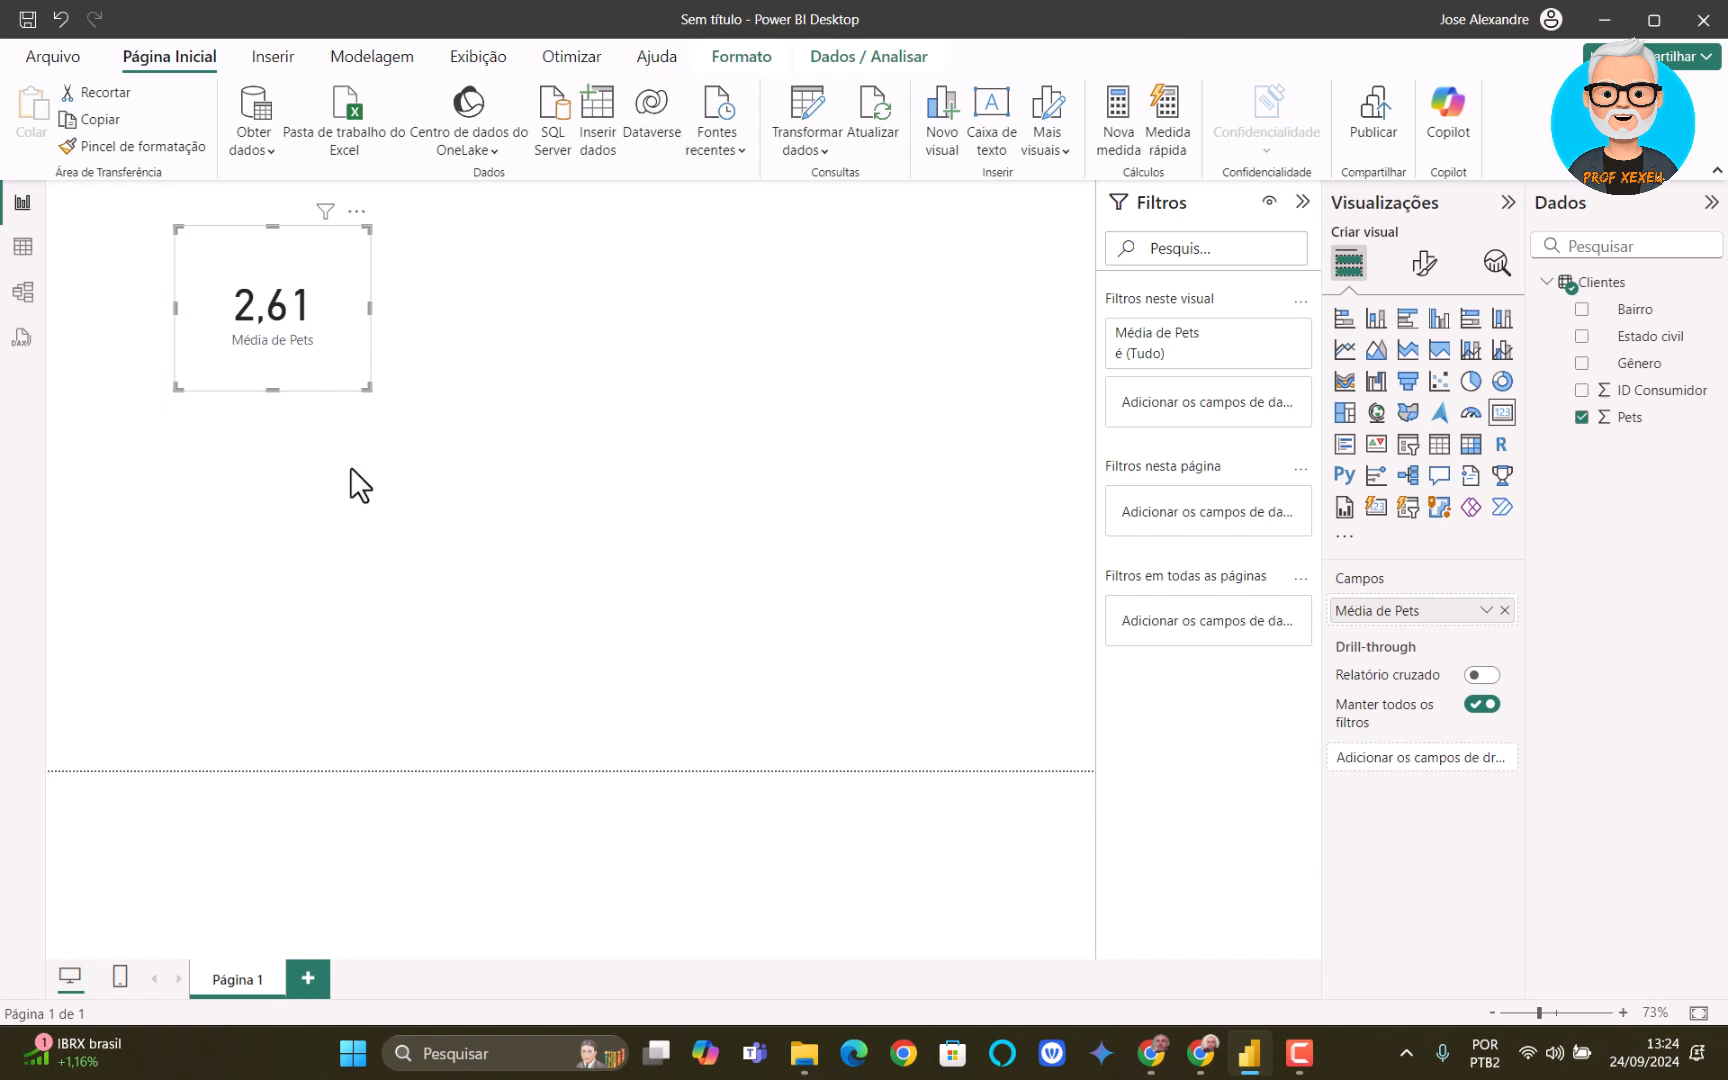 Sem título - Power BI Desktop
Jose Alexandre
Arquivo
Página Inicial
Inserir
Modelagem
Exibição
Otimizar
Ajuda
Formato
Dados / Analisar
artilhar
Colar
Recortar
Copiar
Pincel de formatação
Área de Transferência
Obter
dados
Pasta de trabalho do
Excel
Centro de dados do
OneLake
SQL
Server
Inserir
dados
Dataverse
Fontes
recentes
Dados
Transformar
dados
Atualizar
Consultas
Novo
visual
Caixa de
texto
Mais
visuais
Inserir
Nova
medida
Medida
rápida
Cálculos
Confidencialidade
Confidencialidade
Publicar
Compartilhar
Copilot
Copilot
PROF XEXEU
2,61
Média de Pets
DAX
Filtros
Pesquis...
Filtros neste visual
...
Média de Pets
é (Tudo)
Adicionar os campos de da...
Filtros nesta página
...
Adicionar os campos de da...
Filtros em todas as páginas
...
Adicionar os campos de da...
Visualizações
Criar visual
123
R
Py
123
...
Campos
Média de Pets
Drill-through
Relatório cruzado
Manter todos os
filtros
Adicionar os campos de dr...
Dados
Pesquisar
Clientes
Bairro
Estado civil
Gênero
∑ ID Consumidor
∑ Pets
Página 1
+
Página 1 de 1
- + 73%
1
IBRX brasil
+1,16%
Pesquisar
POR
PTB2
13:24
24/09/2024